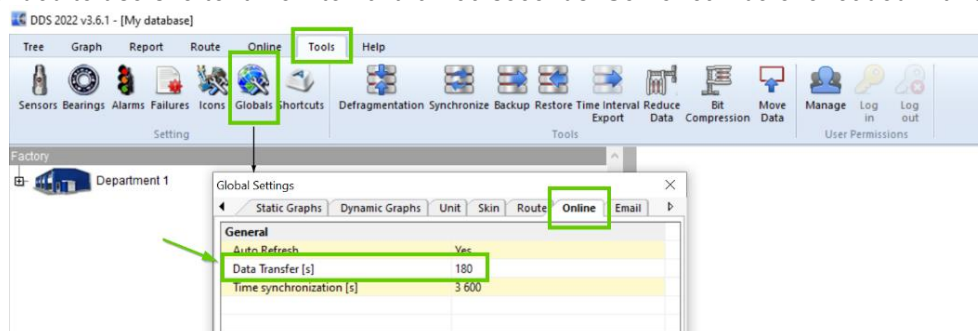 DDS 2022 v3.6.1 - [My database]
Tree Graph Report Route Online Tools Help
Sensors Bearings Alarms Failures Icons Globals Shortcuts Defragmentation Synchronize Backup Restore Time Interval Export Reduce Data Bit Compression Move Data Manage Log in Log out
Setting Tools User Permissions
Factory
Department 1
Global Settings
Static Graphs Dynamic Graphs Unit Skin Route Online Email
General
Auto Refresh Yes
Data Transfer [s] 180
Time synchronization [s] 3 600